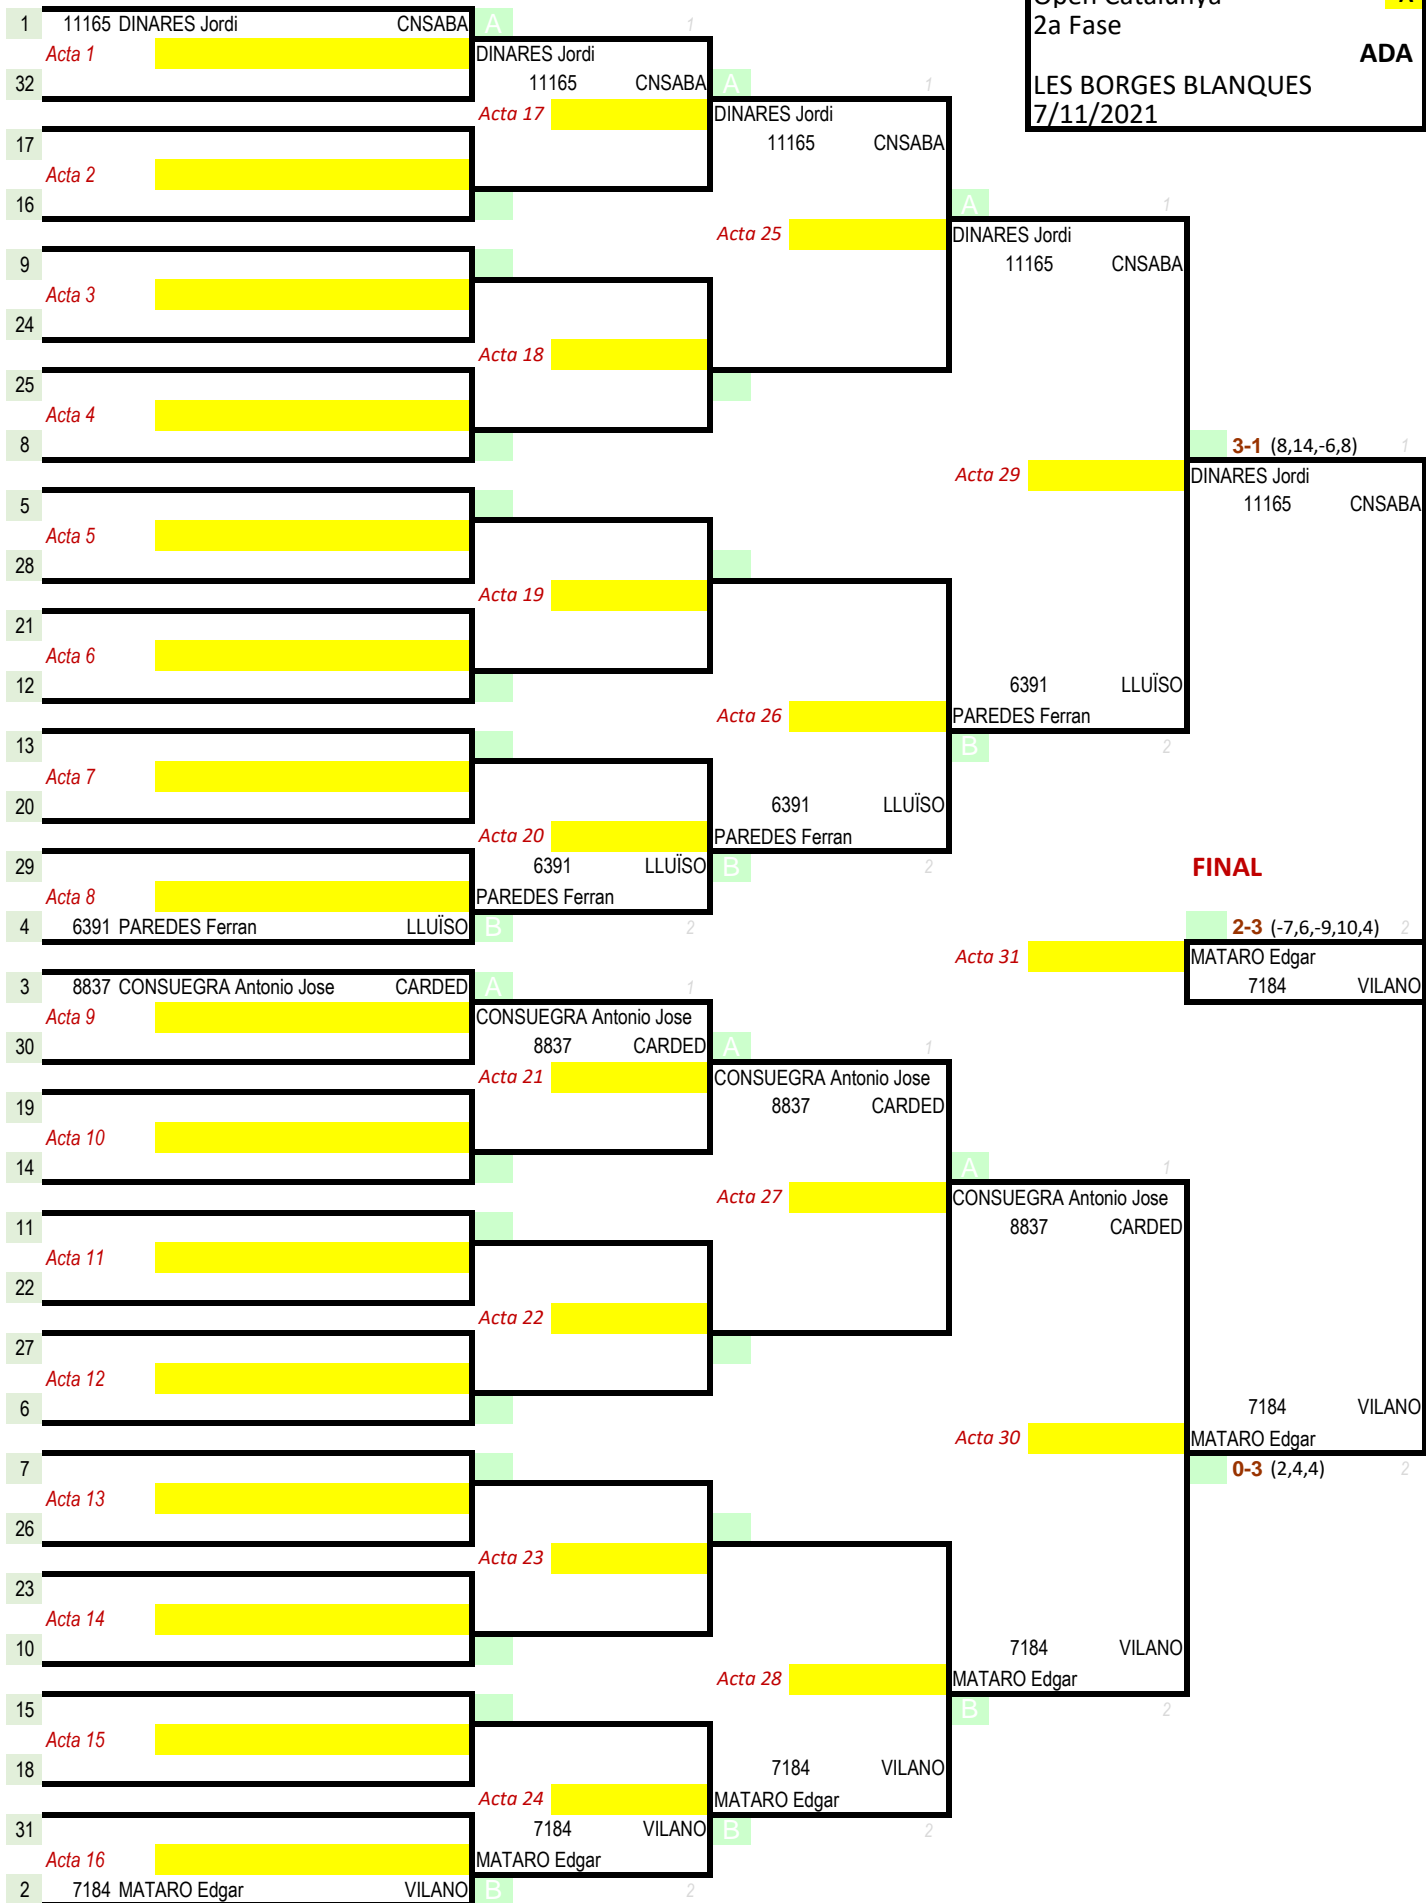 Open Catalunya
2a Fase
ADA
LES BORGES BLANQUES
7/11/2021
1 11165 DINARES Jordi CNSABA A 1
Acta 1
DINARES Jordi
32 11165 CNSABA A 1
Acta 17
DINARES Jordi
17 11165 CNSABA
Acta 2
16 A 1
Acta 25
DINARES Jordi
9 11165 CNSABA
Acta 3
24
Acta 18
25
Acta 4
8 3-1 (8,14,-6,8) 1
Acta 29
DINARES Jordi
5 11165 CNSABA
Acta 5
28
Acta 19
21
Acta 6
12 6391 LLUÏSO
Acta 26
PAREDES Ferran
13 B 2
Acta 7
20 6391 LLUÏSO
Acta 20
PAREDES Ferran
29 6391 LLUÏSO B 2
FINAL
Acta 8
PAREDES Ferran
4 6391 PAREDES Ferran LLUÏSO B 2
2-3 (-7,6,-9,10,4) 2
Acta 31
MATARO Edgar
3 8837 CONSUEGRA Antonio Jose CARDED A 1
7184 VILANO
Acta 9
CONSUEGRA Antonio Jose
30 8837 CARDED A 1
Acta 21
CONSUEGRA Antonio Jose
19 8837 CARDED
Acta 10
14 A 1
Acta 27
CONSUEGRA Antonio Jose
11 8837 CARDED
Acta 11
22
Acta 22
27
Acta 12
6 7184 VILANO
Acta 30
MATARO Edgar
7 0-3 (2,4,4) 2
Acta 13
26
Acta 23
23
Acta 14
10 7184 VILANO
Acta 28
MATARO Edgar
15 B 2
Acta 15
18 7184 VILANO
Acta 24
MATARO Edgar
31 7184 VILANO B 2
Acta 16
MATARO Edgar
2 7184 MATARO Edgar VILANO B 2